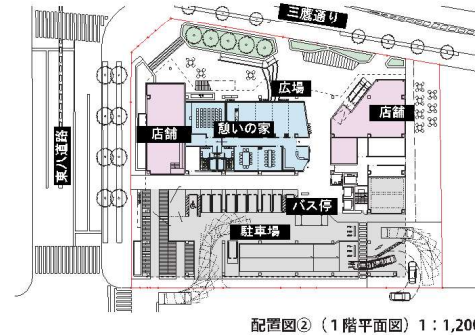 三鷹通り
広場
店舗
店舗
憩いの家
東八道路
バス停
駐車場
配置図②（1階平面図）1：1,200